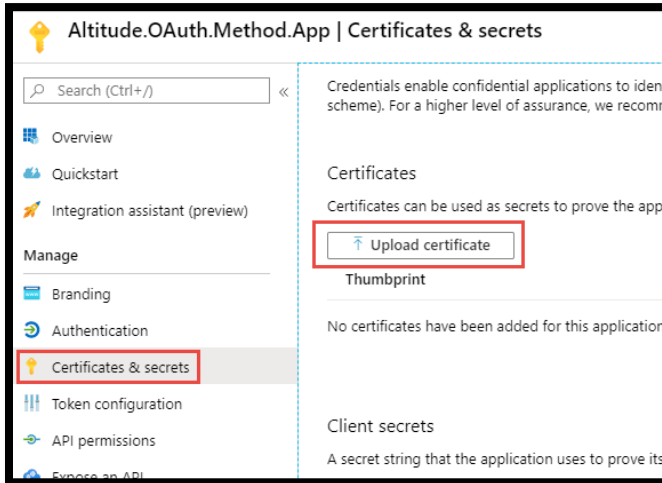 Altitude.OAuth.Method.App | Certificates & secrets
Search (Ctrl+/)
«
Overview
Quickstart
Integration assistant (preview)
Manage
Branding
Authentication
Certificates & secrets
Token configuration
API permissions
Expose an API
Credentials enable confidential applications to iden
scheme). For a higher level of assurance, we recomm
Certificates
Certificates can be used as secrets to prove the app
Upload certificate
Thumbprint
No certificates have been added for this application
Client secrets
A secret string that the application uses to prove its